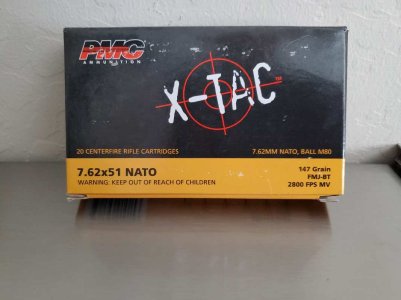 PMC
AMMUNITION
X-TAC™
20 CENTERFIRE RIFLE CARTRIDGES
7.62MM NATO, BALL M80
7.62x51 NATO
WARNING: KEEP OUT OF REACH OF CHILDREN
147 Grain
FMJ-BT
2800 FPS MV